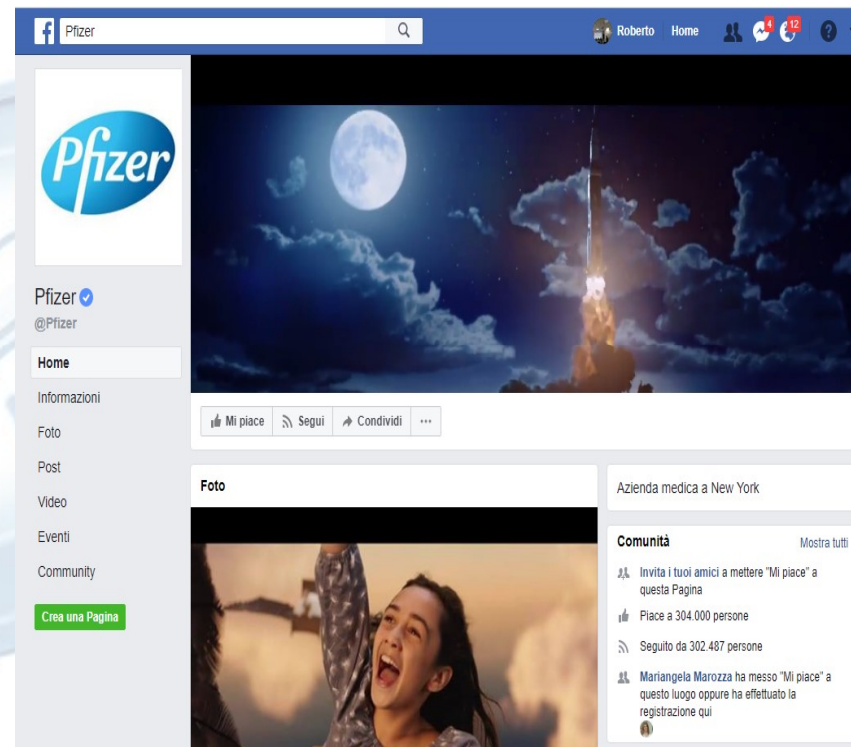 Pfizer
Roberto Home 4 12 ?
Pfizer
Pfizer
@Pfizer
Home
Informazioni
Foto
Post
Video
Eventi
Community
Crea una Pagina
Mi piace Segui Condividi ...
Foto
Azienda medica a New York
Comunità Mostra tutti
Invita i tuoi amici a mettere "Mi piace" a
questa Pagina
Piace a 304.000 persone
Seguito da 302.487 persone
Mariangela Marozza ha messo "Mi piace" a
questo luogo oppure ha effettuato la
registrazione qui